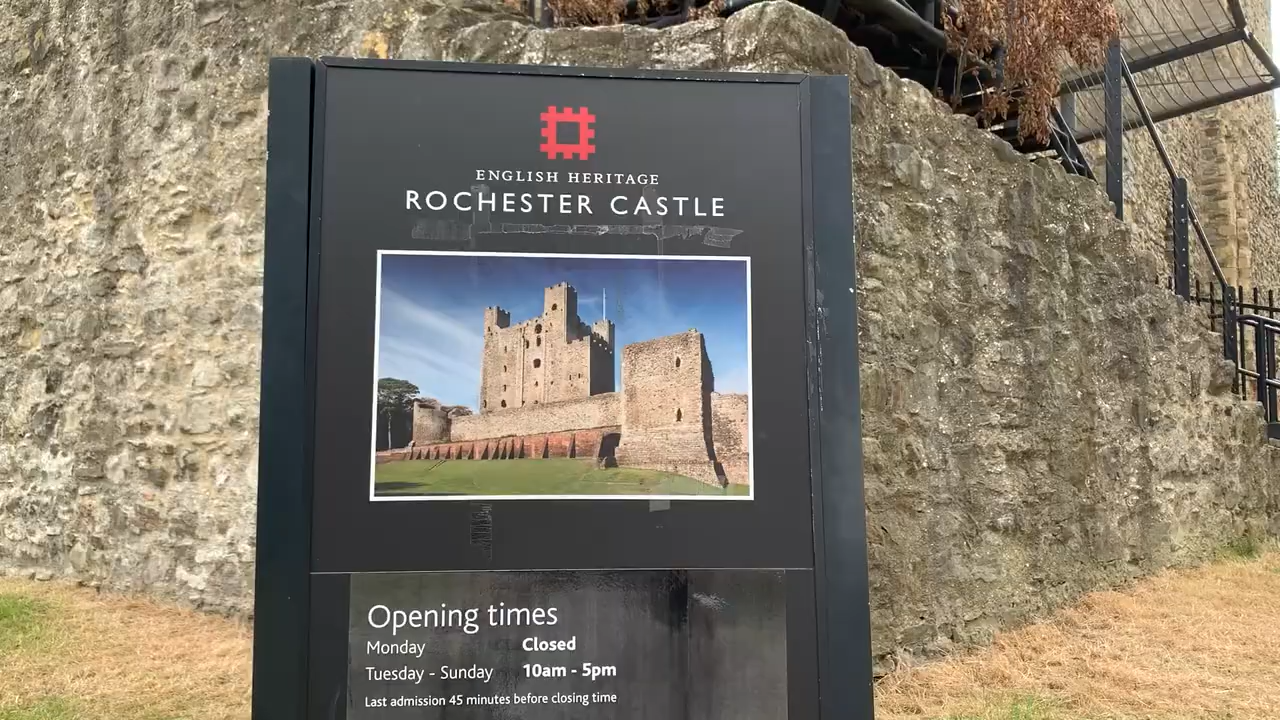 ENGLISH HERITAGE
ROCHESTER CASTLE
Opening times
Monday Closed
Tuesday - Sunday 10am - 5pm
Last admission 45 minutes before closing time